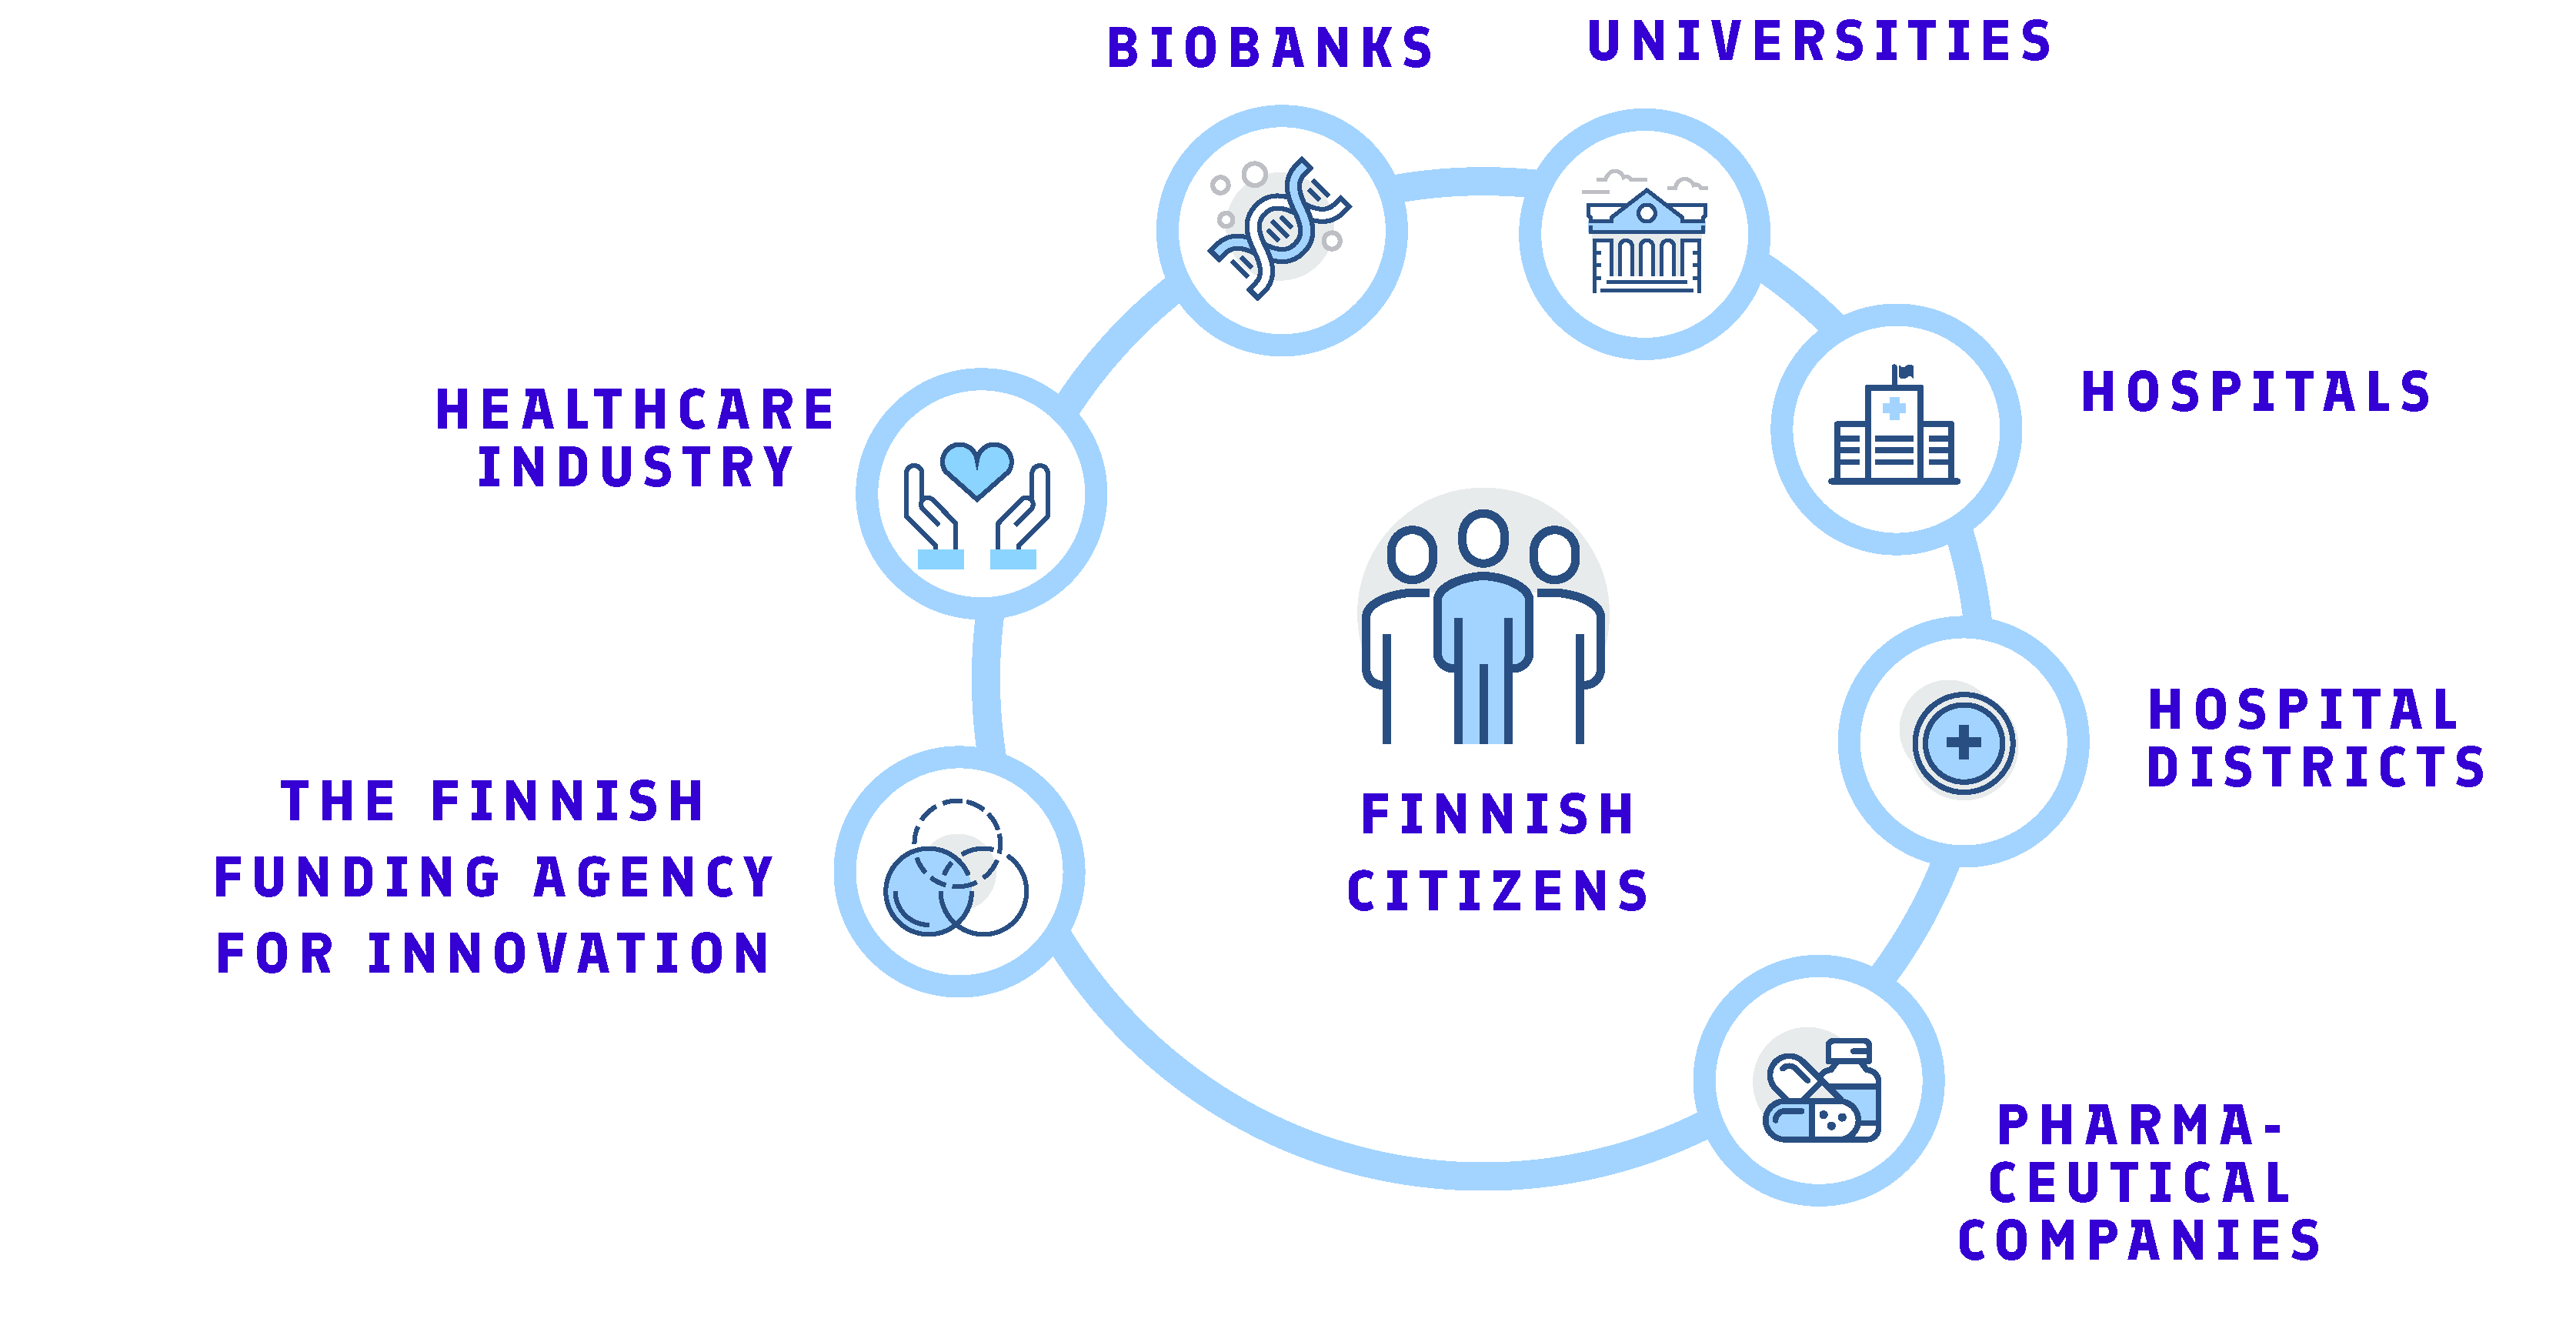 BIOBANKS
UNIVERSITIES
HOSPITALS
HEALTHCARE
INDUSTRY
HOSPITAL
DISTRICTS
THE FINNISH
FUNDING AGENCY
FOR INNOVATION
FINNISH
CITIZENS
PHARMA-
CEUTICAL
COMPANIES